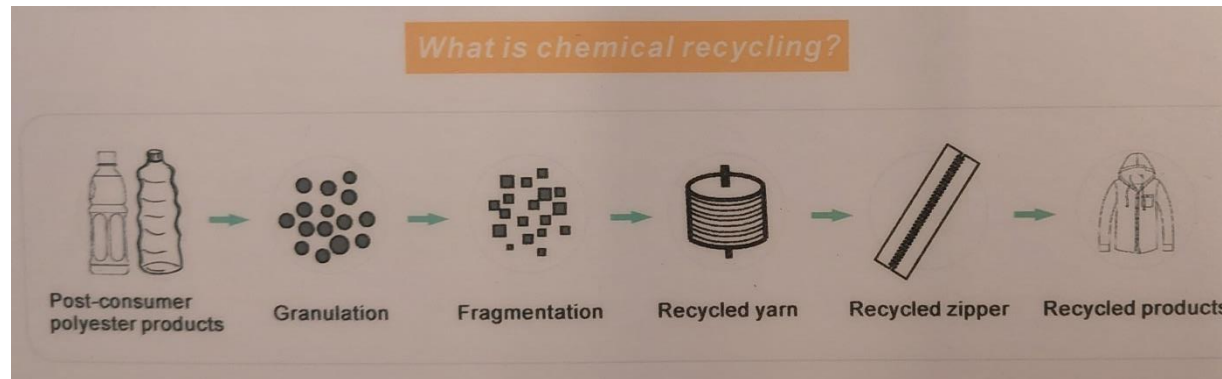 What is chemical recycling?
Post-consumer
polyester products
Granulation
Fragmentation
Recycled yarn
Recycled zipper
Recycled products